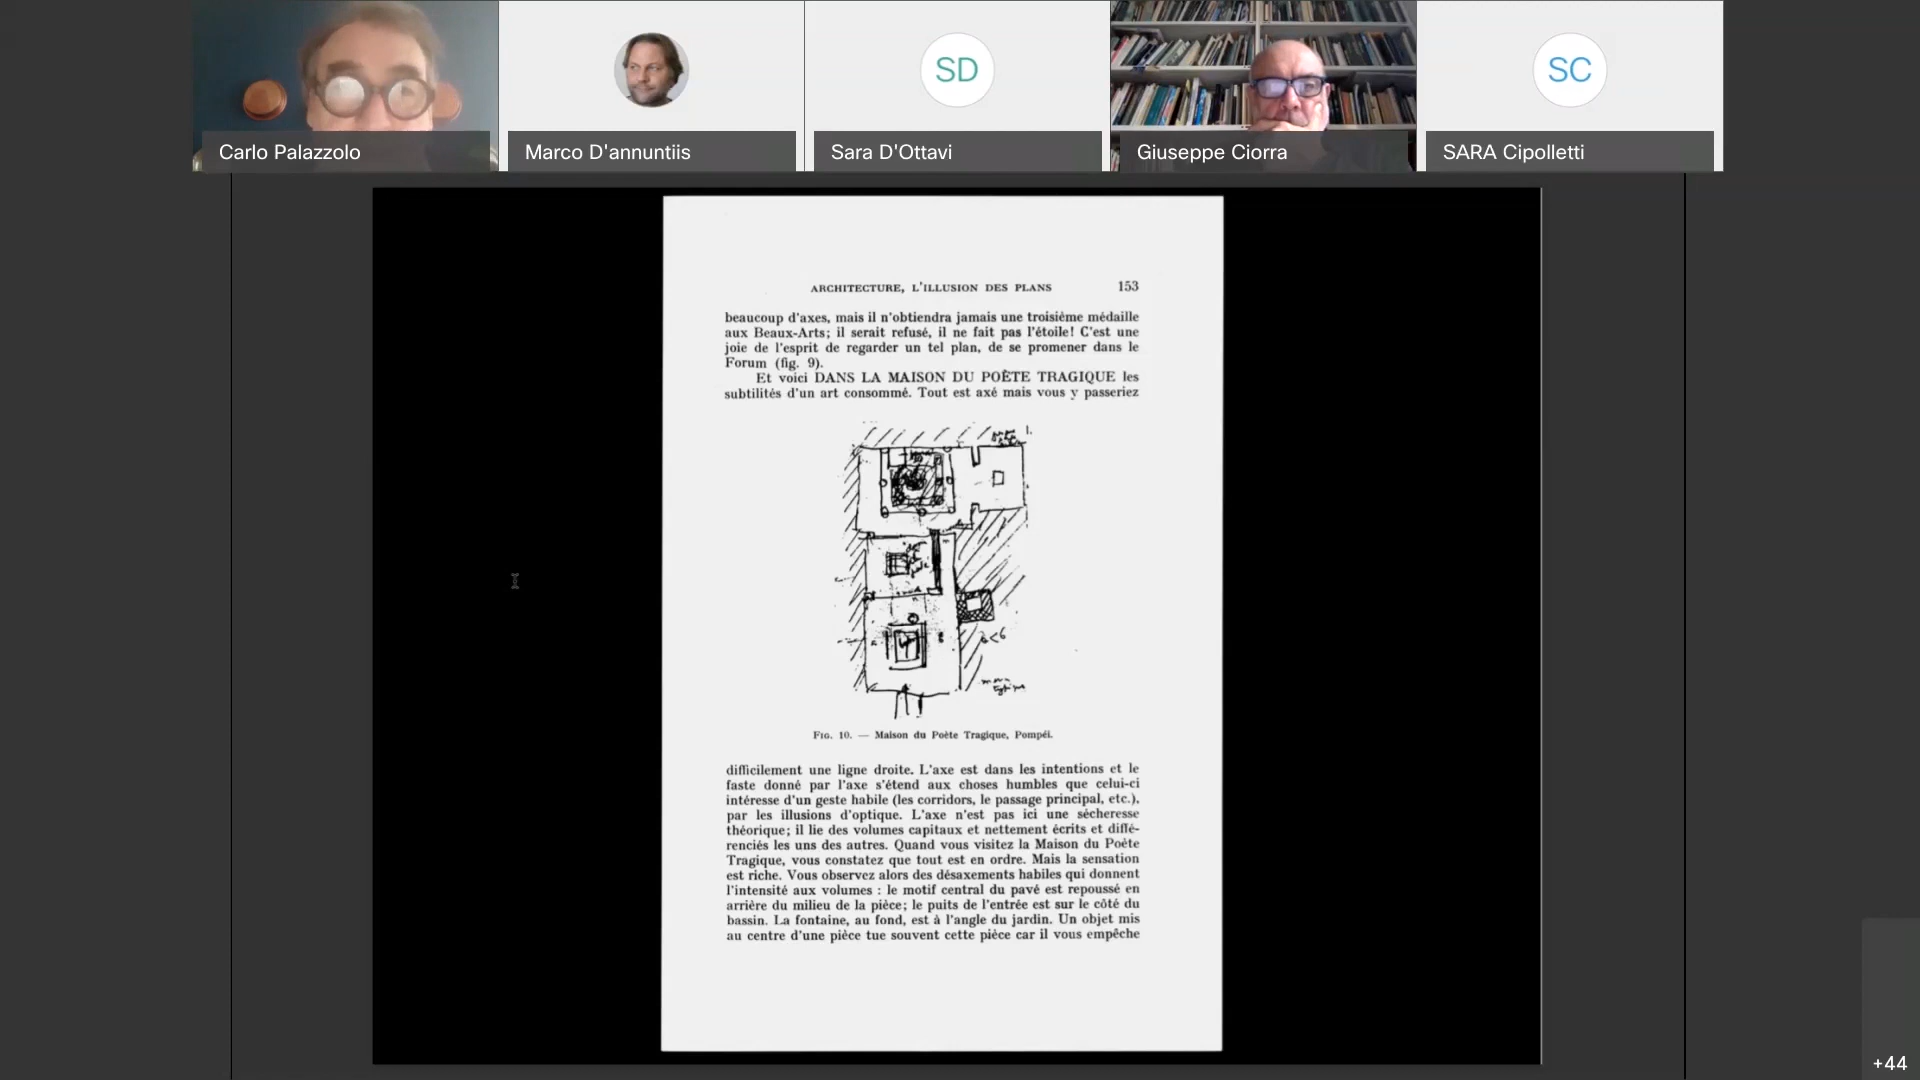 Carlo Palazzolo
Marco D'annuntiis
SD
Sara D'Ottavi
Giuseppe Ciorra
SC
SARA Cipolletti
ARCHITECTURE, L'ILLUSION DES PLANS 153
beaucoup d'axes, mais il n'obtiendra jamais une troisième médaille
aux Beaux-Arts; il serait refusé, il ne fait pas l'étoile! C'est une
joie de l'esprit de regarder un tel plan, de se promener dans le
Forum (fig. 9).
Et voici DANS LA MAISON DU POÈTE TRAGIQUE les
subtilités d'un art consommé. Tout est axé mais vous y passeriez
FIG. 10. — Maison du Poète Tragique, Pompéi.
difficilement une ligne droite. L'axe est dans les intentions et le
faste donné par l'axe s'étend aux choses humbles que celui-ci
intéresse d'un geste habile (les corridors, le passage principal, etc.),
par les illusions d'optique. L'axe n'est pas ici une sécheresse
théorique; il lie des volumes capitaux et nettement écrits et diffé-
renciés les uns des autres. Quand vous visitez la Maison du Poète
Tragique, vous constatez que tout est en ordre. Mais la sensation
est riche. Vous observez alors des désaxements habiles qui donnent
l'intensité aux volumes : le motif central du pavé est repoussé en
arrière du milieu de la pièce; le puits de l'entrée est sur le côté du
bassin. La fontaine, au fond, est à l'angle du jardin. Un objet mis
au centre d'une pièce tue souvent cette pièce car il vous empêche
+44